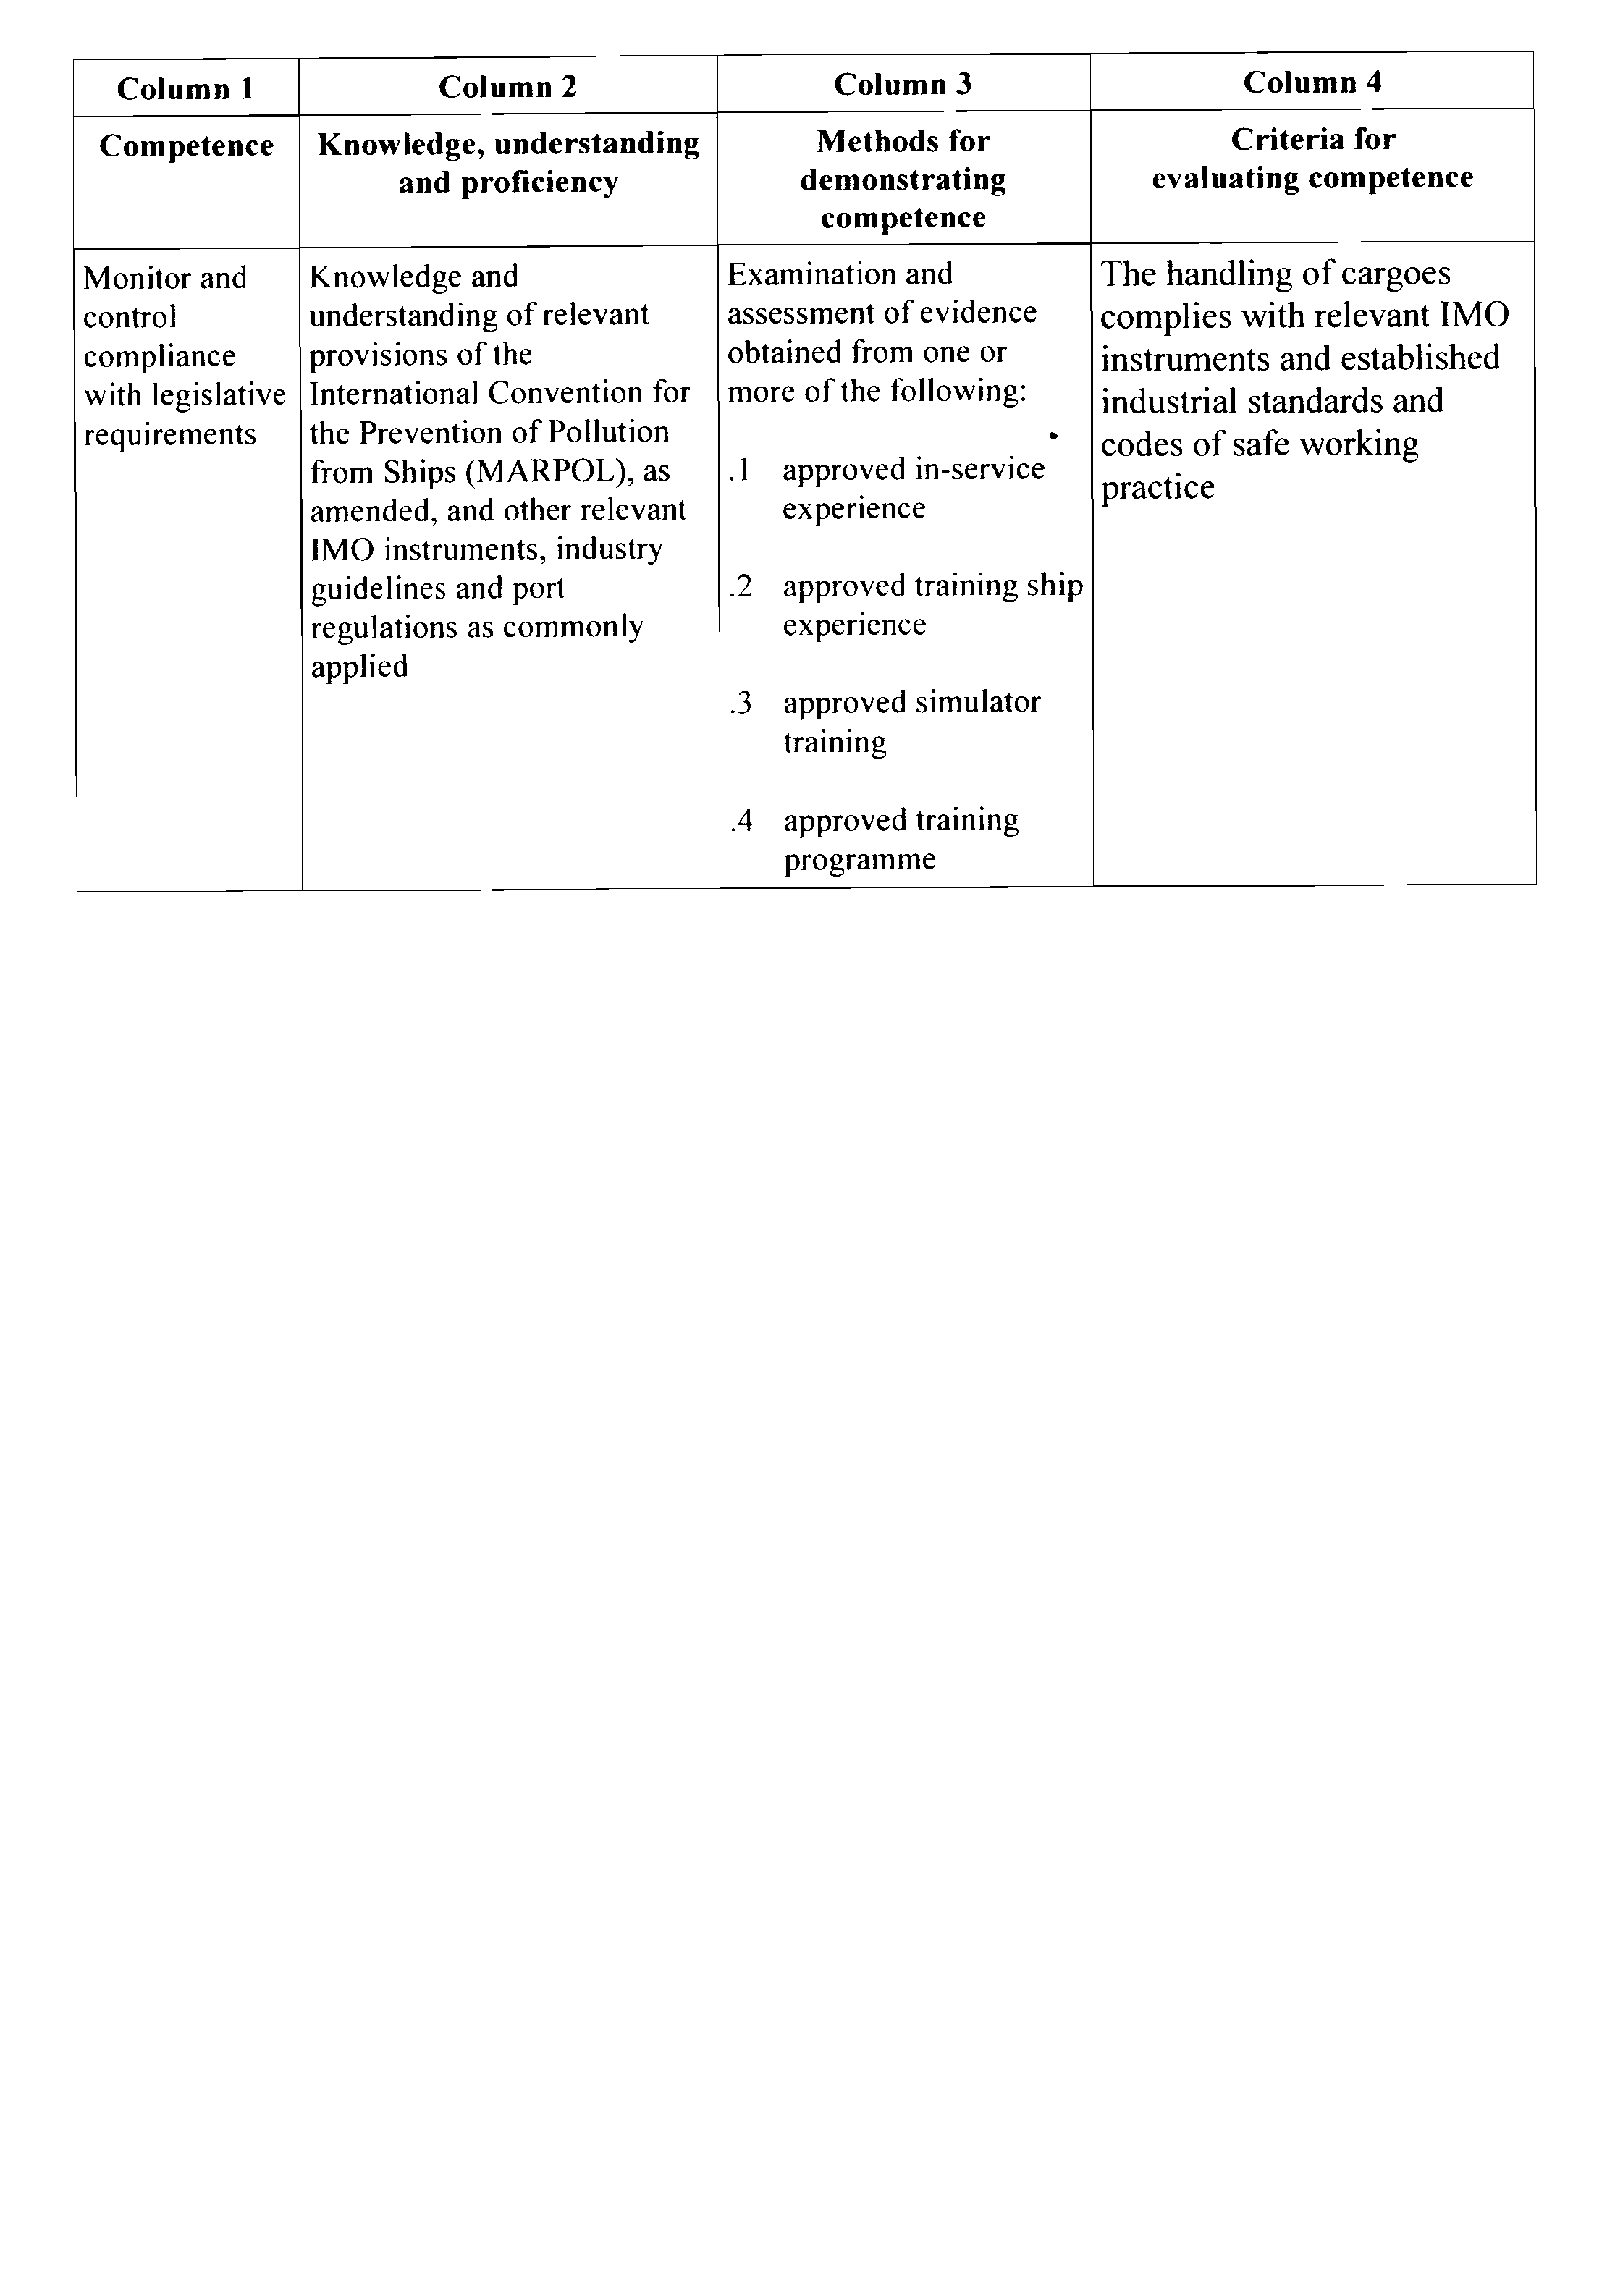 Column 1
Column 2
Column 3
Column 4
Competence
Knowledge, understanding
and proficiency
Methods for
demonstrating
competence
Criteria for
evaluating competence
Monitor and
control
compliance
with legislative
requirements
Knowledge and
understanding of relevant
provisions of the
International Convention for
the Prevention of Pollution
from Ships (MARPOL), as
amended, and other relevant
IMO instruments, industry
guidelines and port
regulations as commonly
applied
Examination and
assessment of evidence
obtained from one or
more of the following:
.1 approved in-service
experience
.2 approved training ship
experience
.3 approved simulator
training
.4 approved training
programme
The handling of cargoes
complies with relevant IMO
instruments and established
industrial standards and
codes of safe working
practice